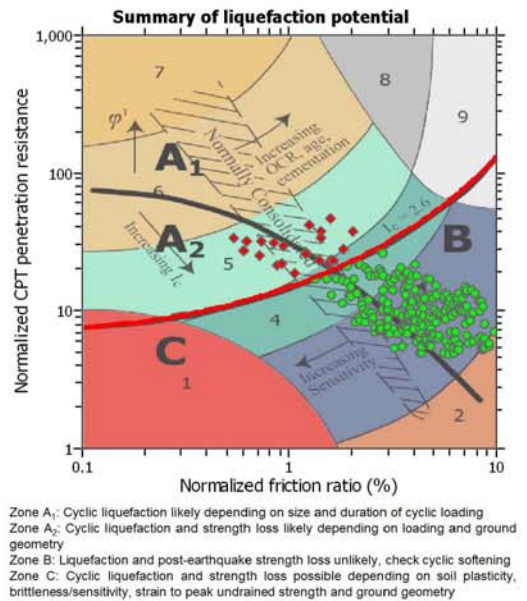 Summary of liquefaction potential
Normalized CPT penetration resistance
1,000
100
10
1
7
8
9
φ'
A1
Increasing
OCR, age,
cementation
Normally Consolidated
6
A2
Increasing Ic
5
Ic = 2.6
B
4
C
1
Increasing
Sensitivity
2
0.1
1
10
Normalized friction ratio (%)
Zone A1: Cyclic liquefaction likely depending on size and duration of cyclic loading
Zone A2: Cyclic liquefaction and strength loss likely depending on loading and ground
geometry
Zone B: Liquefaction and post-earthquake strength loss unlikely, check cyclic softening
Zone C: Cyclic liquefaction and strength loss possible depending on soil plasticity,
brittleness/sensitivity, strain to peak undrained strength and ground geometry